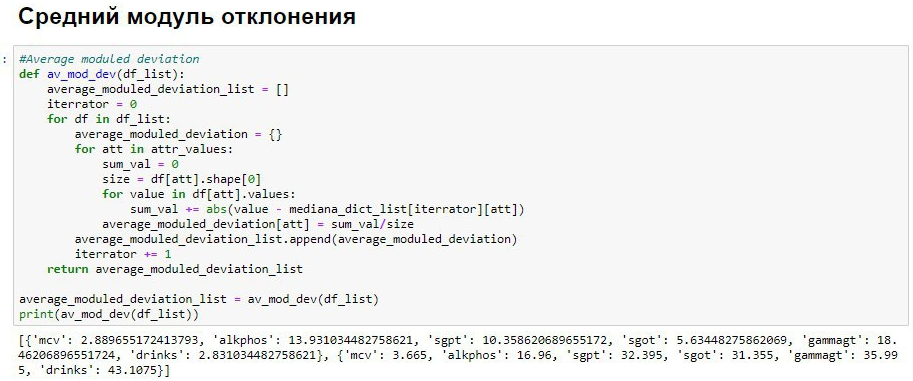 Средний модуль отклонения
: #Average moduled deviation
def av_mod_dev(df_list):
    average_moduled_deviation_list = []
    iterrator = 0
    for df in df_list:
        average_moduled_deviation = {}
        for att in attr_values:
            sum_val = 0
            size = df[att].shape[0]
            for value in df[att].values:
                sum_val += abs(value - mediana_dict_list[iterrator][att])
            average_moduled_deviation[att] = sum_val/size
        average_moduled_deviation_list.append(average_moduled_deviation)
        iterrator += 1
    return average_moduled_deviation_list

average_moduled_deviation_list = av_mod_dev(df_list)
print(av_mod_dev(df_list))
[{'mcv': 2.889655172413793, 'alkphos': 13.931034482758621, 'sgpt': 10.358620689655172, 'sgot': 5.63448275862069, 'gammagt': 18.
46206896551724, 'drinks': 2.831034482758621}, {'mcv': 3.665, 'alkphos': 16.96, 'sgpt': 32.395, 'sgot': 31.355, 'gammagt': 35.99
5, 'drinks': 43.1075}]